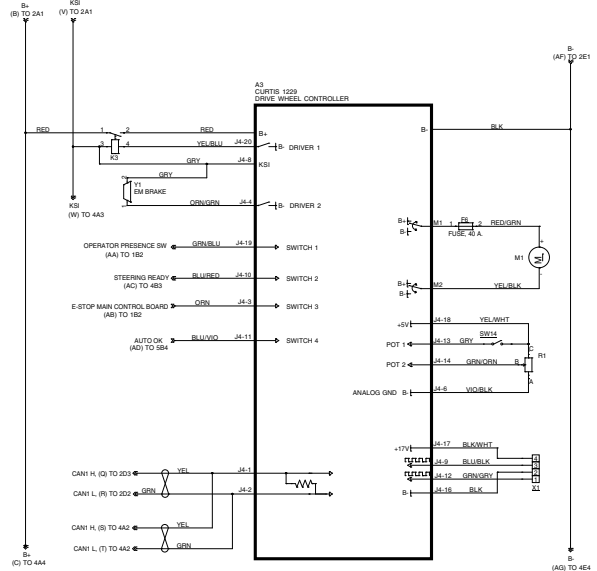 B+
(B) TO 2A1
KSI
(V) TO 2A1
B-
(AF) TO 2E1
A3
CURTIS 1229
DRIVE WHEEL CONTROLLER
RED
1
2
RED
B+
B-
BLK
3
4
YEL/BLU
J4-20
B-
DRIVER 1
K3
GRY
J4-8
KSI
GRY
2
Y1
EM BRAKE
1
ORN/GRN
J4-4
B-
DRIVER 2
KSI
(W) TO 4A3
B+
B-
M1
1
F6
2
RED/GRN
FUSE, 40 A.
OPERATOR PRESENCE SW
(AA) TO 1B2
GRN/BLU
J4-19
SWITCH 1
+
M1
M
-
STEERING READY
(AC) TO 4B3
BLU/RED
J4-10
SWITCH 2
B+
B-
M2
YEL/BLK
E-STOP MAIN CONTROL BOARD
(AB) TO 1B2
ORN
J4-3
SWITCH 3
+5V
J4-18
YEL/WHT
AUTO OK
(AD) TO 5B4
BLU/VIO
J4-11
SWITCH 4
POT 1
J4-13
GRY
SW14
C
POT 2
J4-14
GRN/ORN
B
R1
A
ANALOG GND
B-
J4-6
VIO/BLK
+17V
J4-17
BLK/WHT
4
J4-9
BLU/BLK
3
CAN1 H, (Q) TO 2D3
YEL
J4-1
J4-12
GRN/GRY
2
1
CAN1 L, (R) TO 2D2
GRN
J4-2
B-
J4-16
BLK
X1
CAN1 H, (S) TO 4A2
YEL
CAN1 L, (T) TO 4A2
GRN
B+
(C) TO 4A4
B-
(AG) TO 4E4